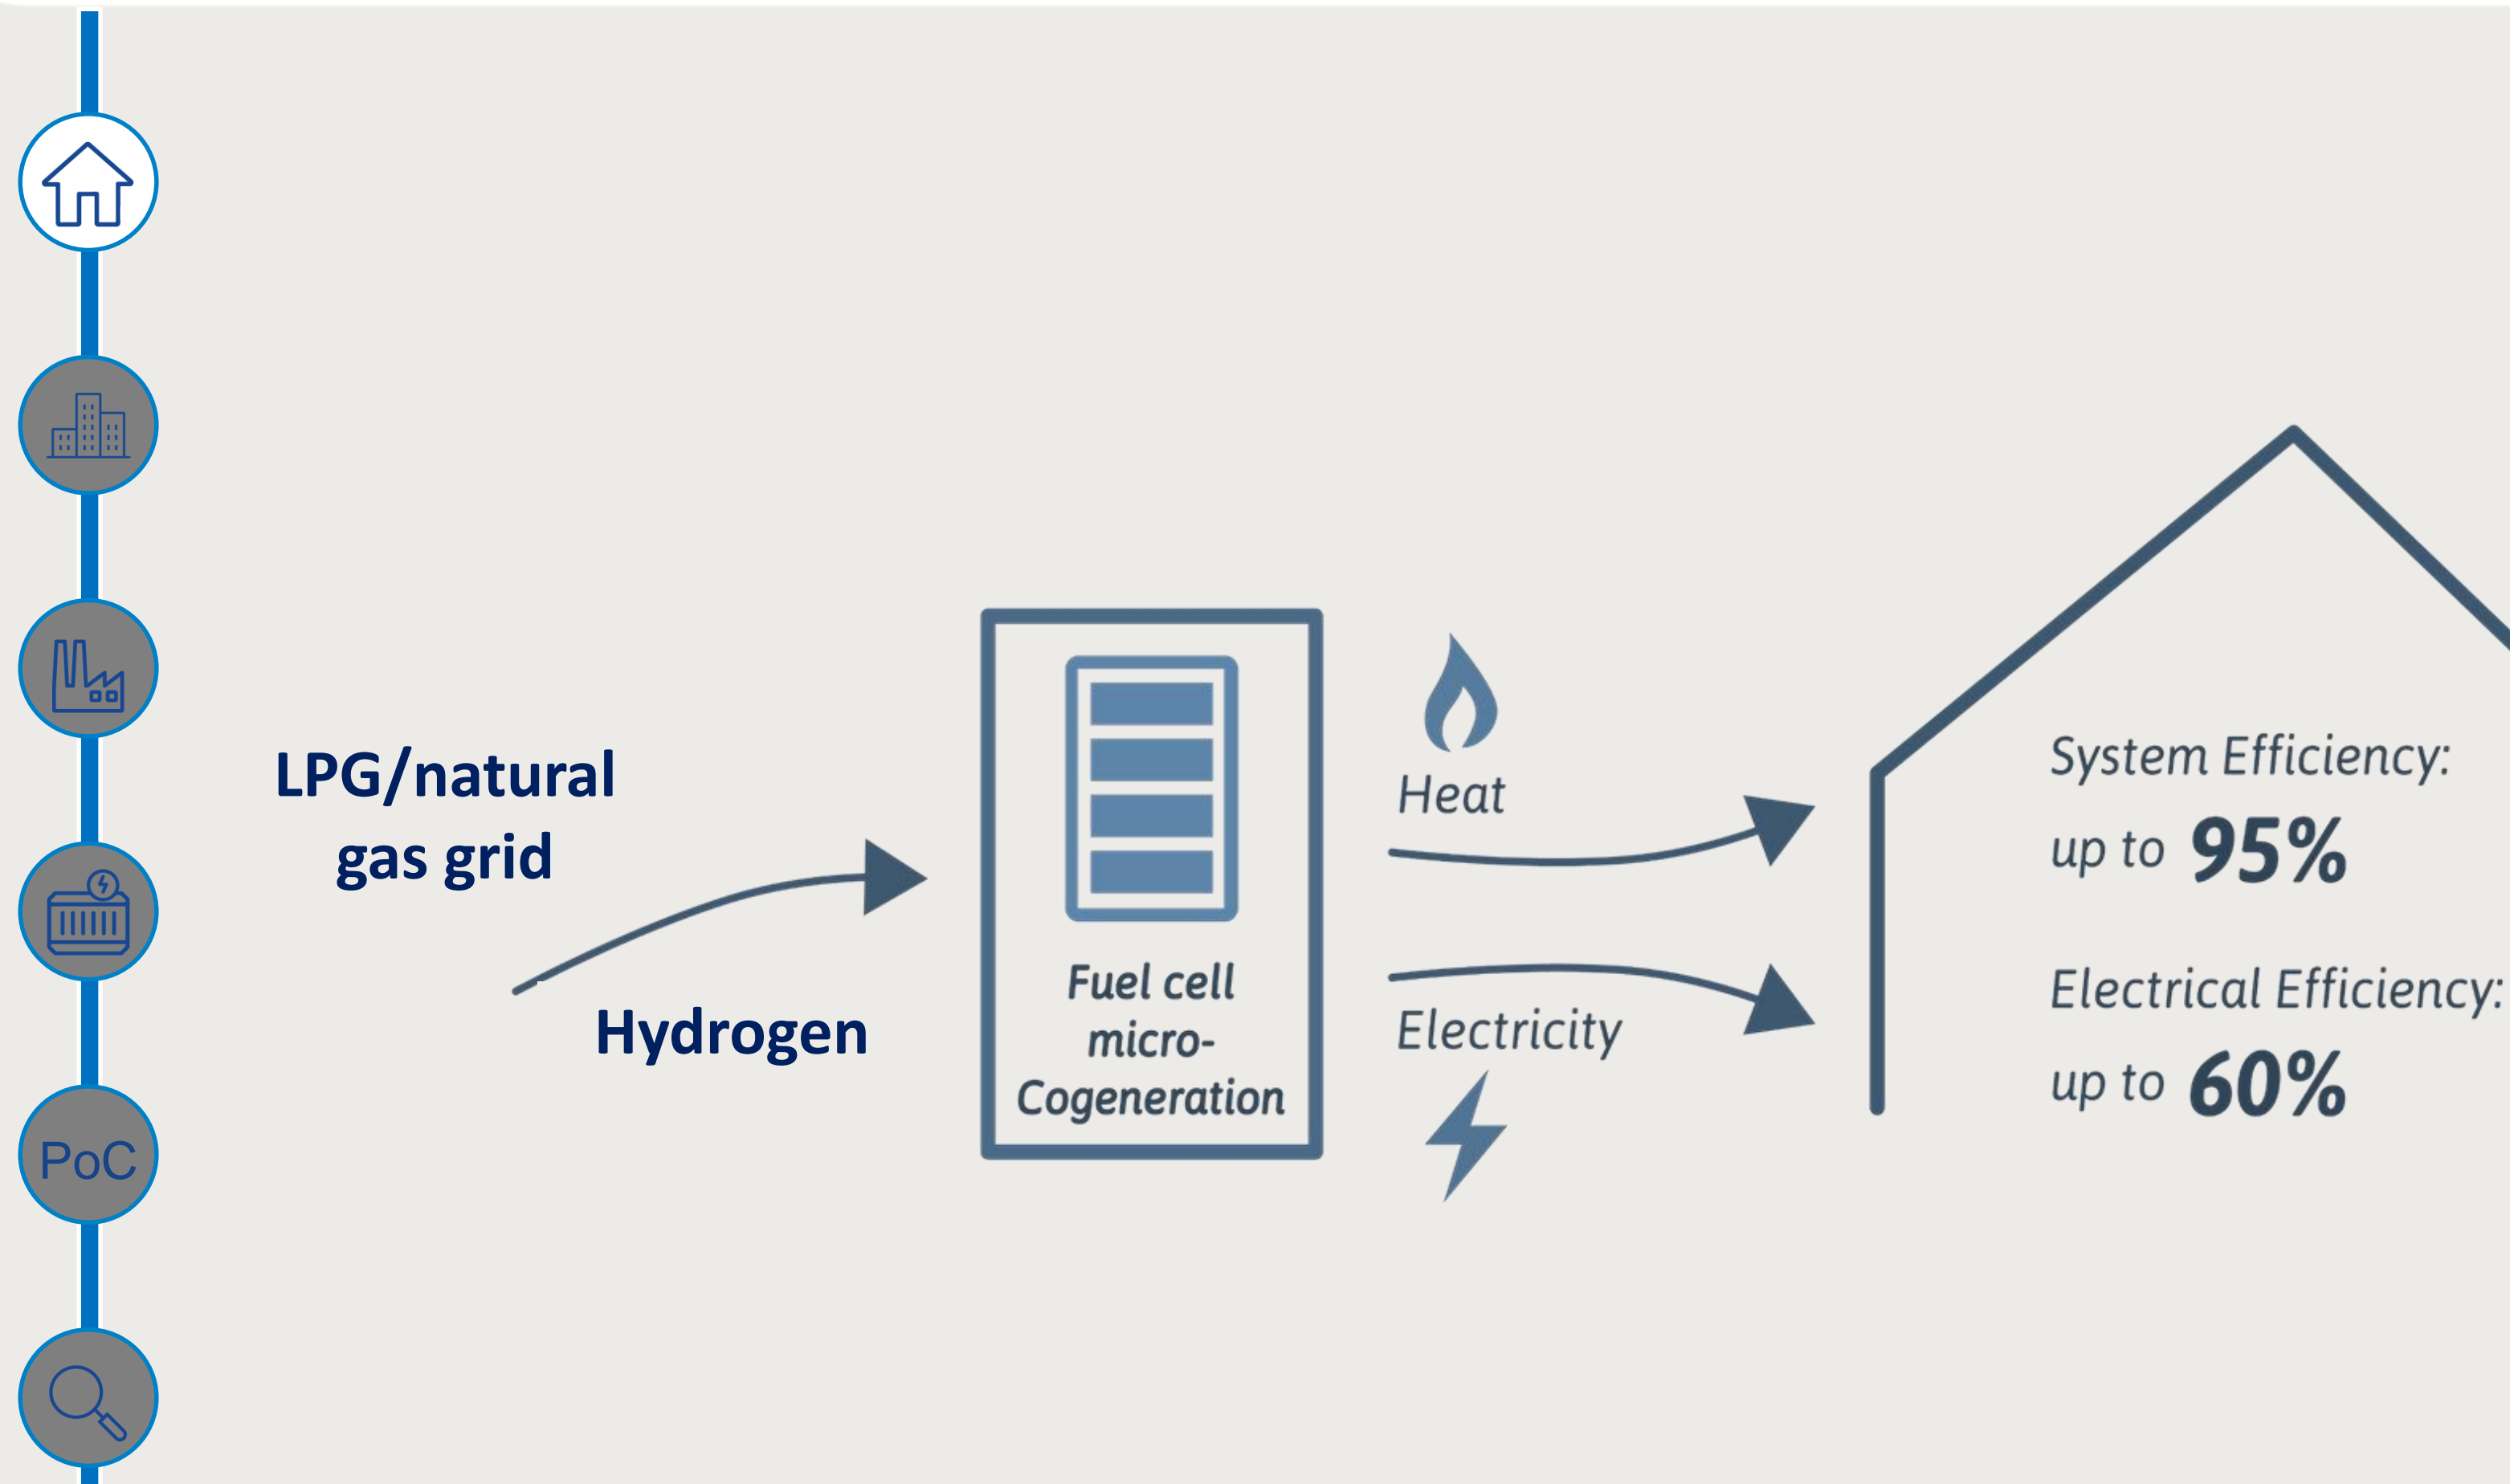 LPG/natural
gas grid
Hydrogen
Fuel cell
micro-
Cogeneration
Heat
Electricity
System Efficiency:
up to 95%
Electrical Efficiency:
up to 60%
PoC